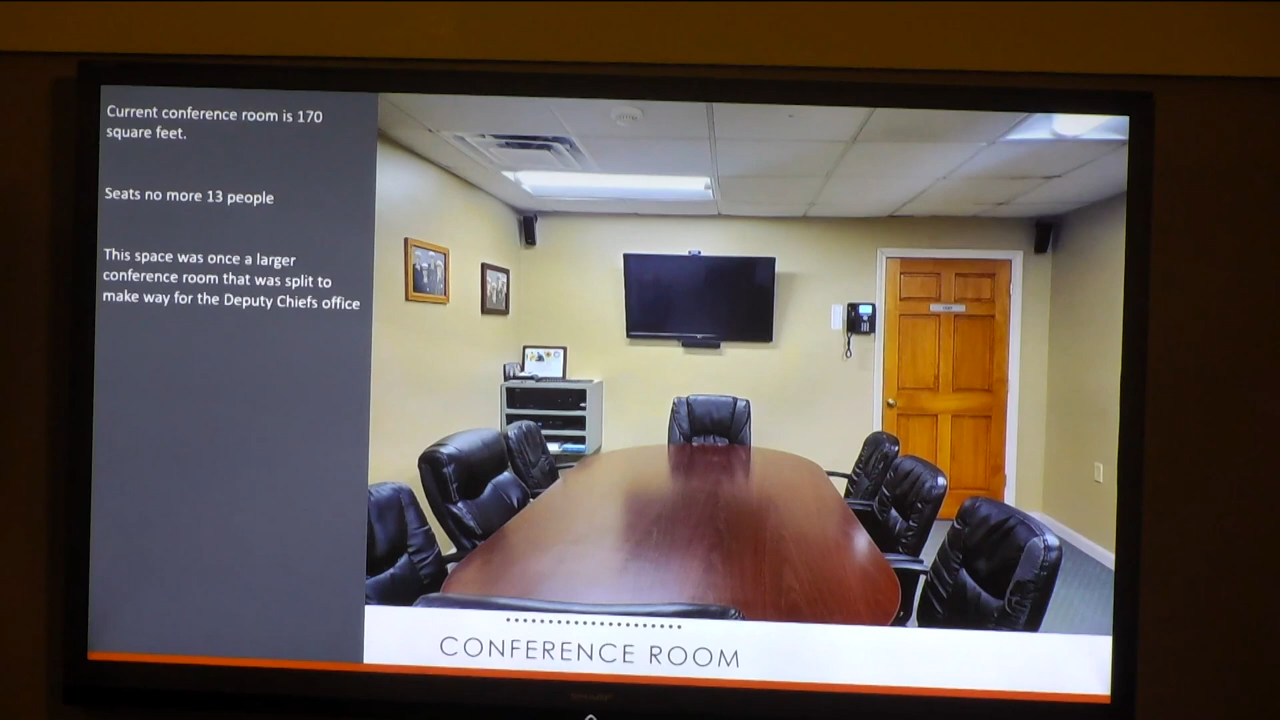 Current conference room is 170
square feet.
Seats no more 13 people
This space was once a larger
conference room that was split to
make way for the Deputy Chiefs office
CONFERENCE ROOM
SHARP